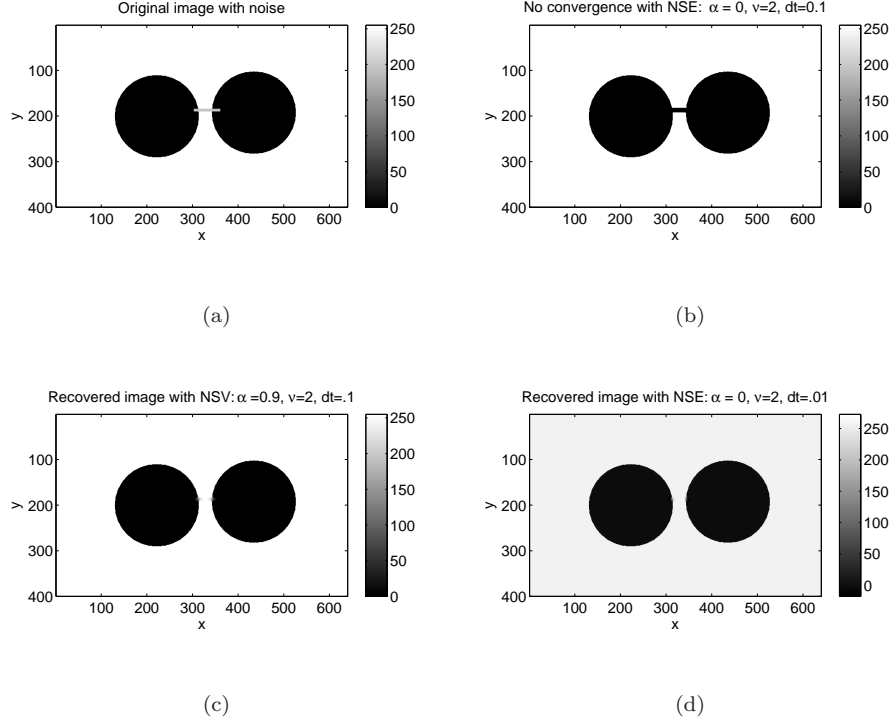 Original image with noise
y
100
200
300
400
100 200 300 400 500 600
x
250
200
150
100
50
0
(a)
No convergence with NSE: α = 0, ν=2, dt=0.1
y
100
200
300
400
100 200 300 400 500 600
x
250
200
150
100
50
0
(b)
Recovered image with NSV: α =0.9, ν=2, dt=.1
y
100
200
300
400
100 200 300 400 500 600
x
250
200
150
100
50
0
(c)
Recovered image with NSE: α = 0, ν=2, dt=.01
y
100
200
300
400
100 200 300 400 500 600
x
250
200
150
100
50
0
(d)